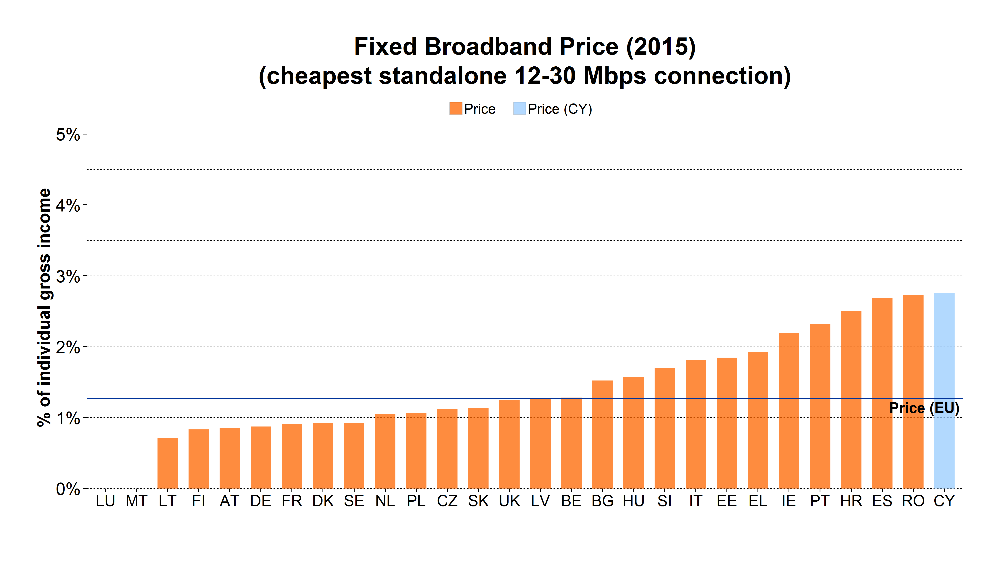 Fixed Broadband Price (2015)
(cheapest standalone 12-30 Mbps connection)
Price Price (CY)
% of individual gross income
5%
4%
3%
2%
1%
0%
Price (EU)
LU MT LT FI AT DE FR DK SE NL PL CZ SK UK LV BE BG HU SI IT EE EL IE PT HR ES RO CY